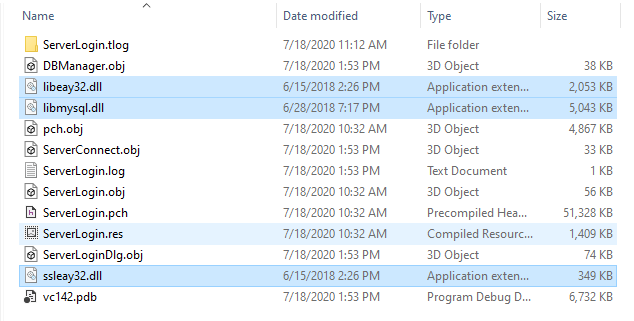 Name Date modified Type Size
ServerLogin.tlog 7/18/2020 11:12 AM File folder
DBManager.obj 7/18/2020 1:53 PM 3D Object 38 KB
libeay32.dll 6/15/2018 2:26 PM Application exten... 2,053 KB
libmysql.dll 6/28/2018 7:17 PM Application exten... 5,043 KB
pch.obj 7/18/2020 10:32 AM 3D Object 4,867 KB
ServerConnect.obj 7/18/2020 1:53 PM 3D Object 33 KB
ServerLogin.log 7/18/2020 1:53 PM Text Document 1 KB
ServerLogin.obj 7/18/2020 10:32 AM 3D Object 56 KB
ServerLogin.pch 7/18/2020 10:32 AM Precompiled Hea... 51,328 KB
ServerLogin.res 7/18/2020 10:32 AM Compiled Resourc... 1,409 KB
ServerLoginDlg.obj 7/18/2020 1:53 PM 3D Object 74 KB
ssleay32.dll 6/15/2018 2:26 PM Application exten... 349 KB
vc142.pdb 7/18/2020 1:53 PM Program Debug D... 6,732 KB